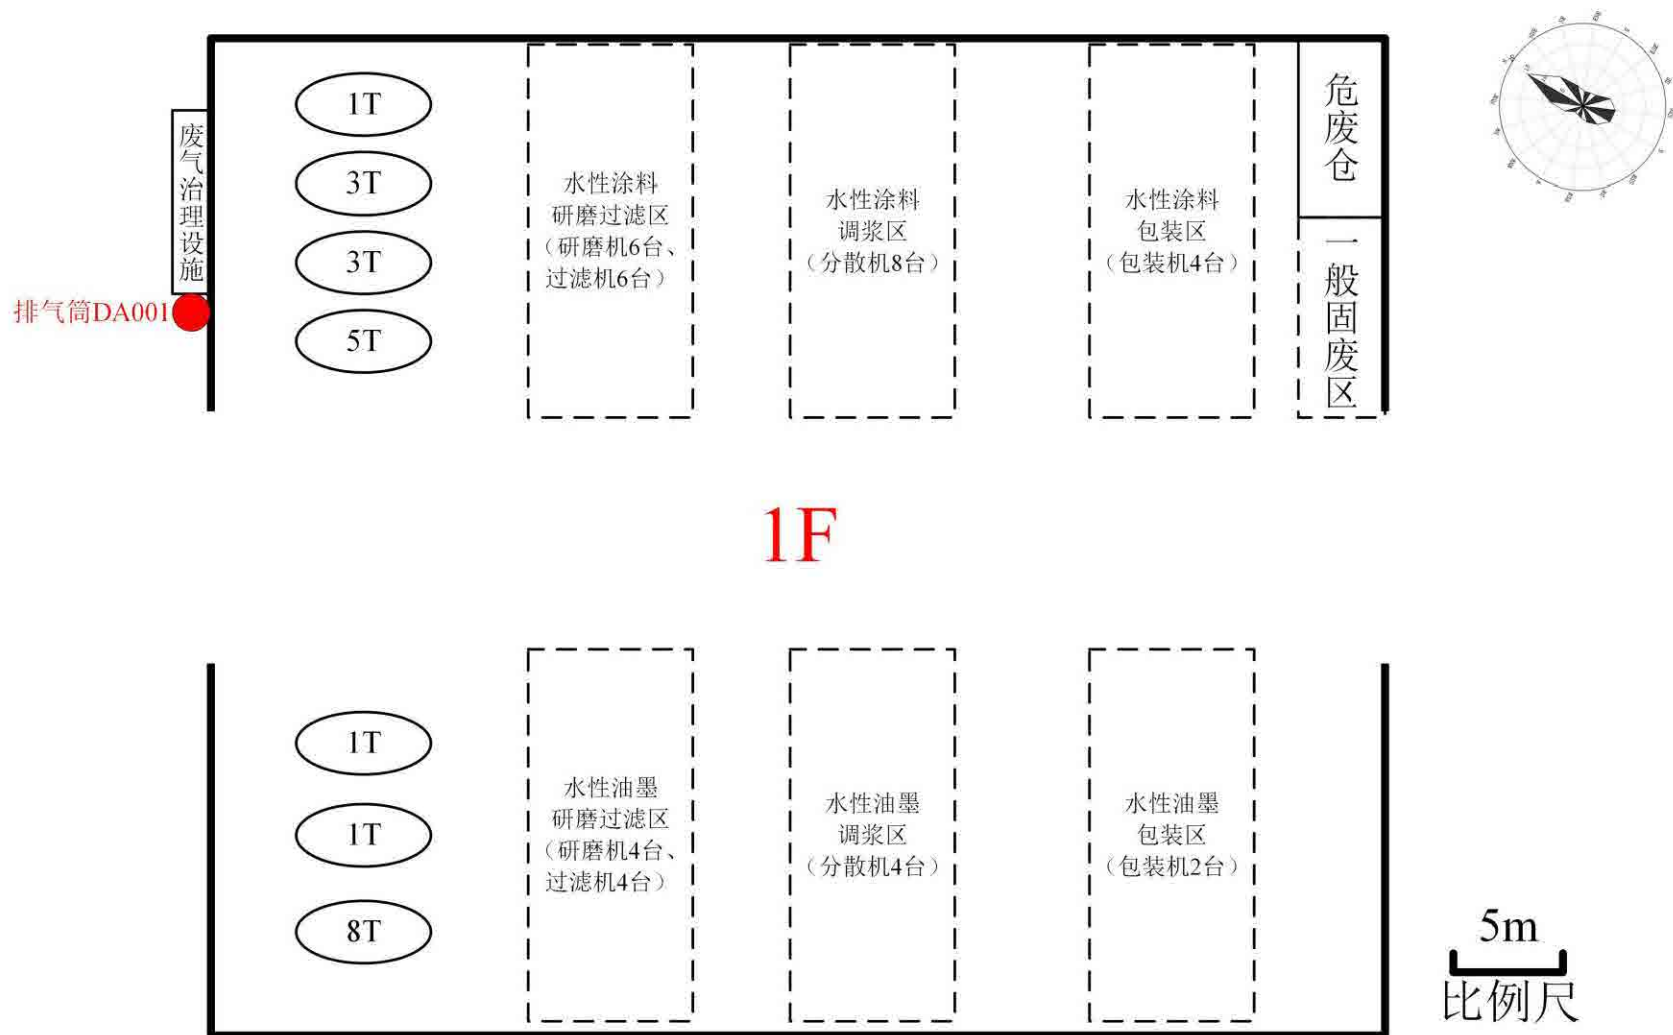 1T
3T
3T
5T
废气治理设施
排气筒DA001
水性涂料
研磨过滤区
（研磨机6台、
过滤机6台）
水性涂料
调浆区
（分散机8台）
水性涂料
包装区
（包装机4台）
危废仓
一般固废区
1F
1T
1T
8T
水性油墨
研磨过滤区
（研磨机4台、
过滤机4台）
水性油墨
调浆区
（分散机4台）
水性油墨
包装区
（包装机2台）
5m
比例尺